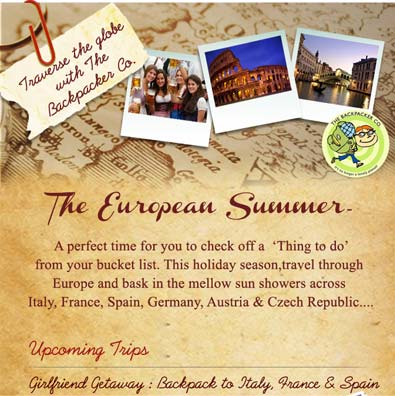 Traverse the globe
with The
Backpacker Co.
THE BACKPACKER CO.
The European Summer-
A perfect time for you to check off a 'Thing to do'
from your bucket list. This holiday season,travel through
Europe and bask in the mellow sun showers across
Italy, France, Spain, Germany, Austria & Czech Republic....
Upcoming Trips
Girlfriend Getaway : Backpack to Italy, France & Spain